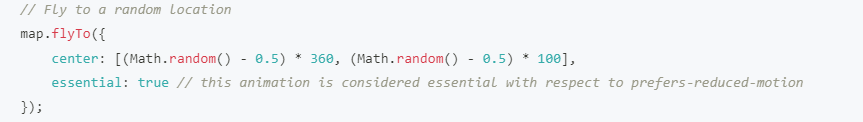 // Fly to a random location
map.flyTo({
    center: [(Math.random() - 0.5) * 360, (Math.random() - 0.5) * 100],
    essential: true // this animation is considered essential with respect to prefers-reduced-motion
});